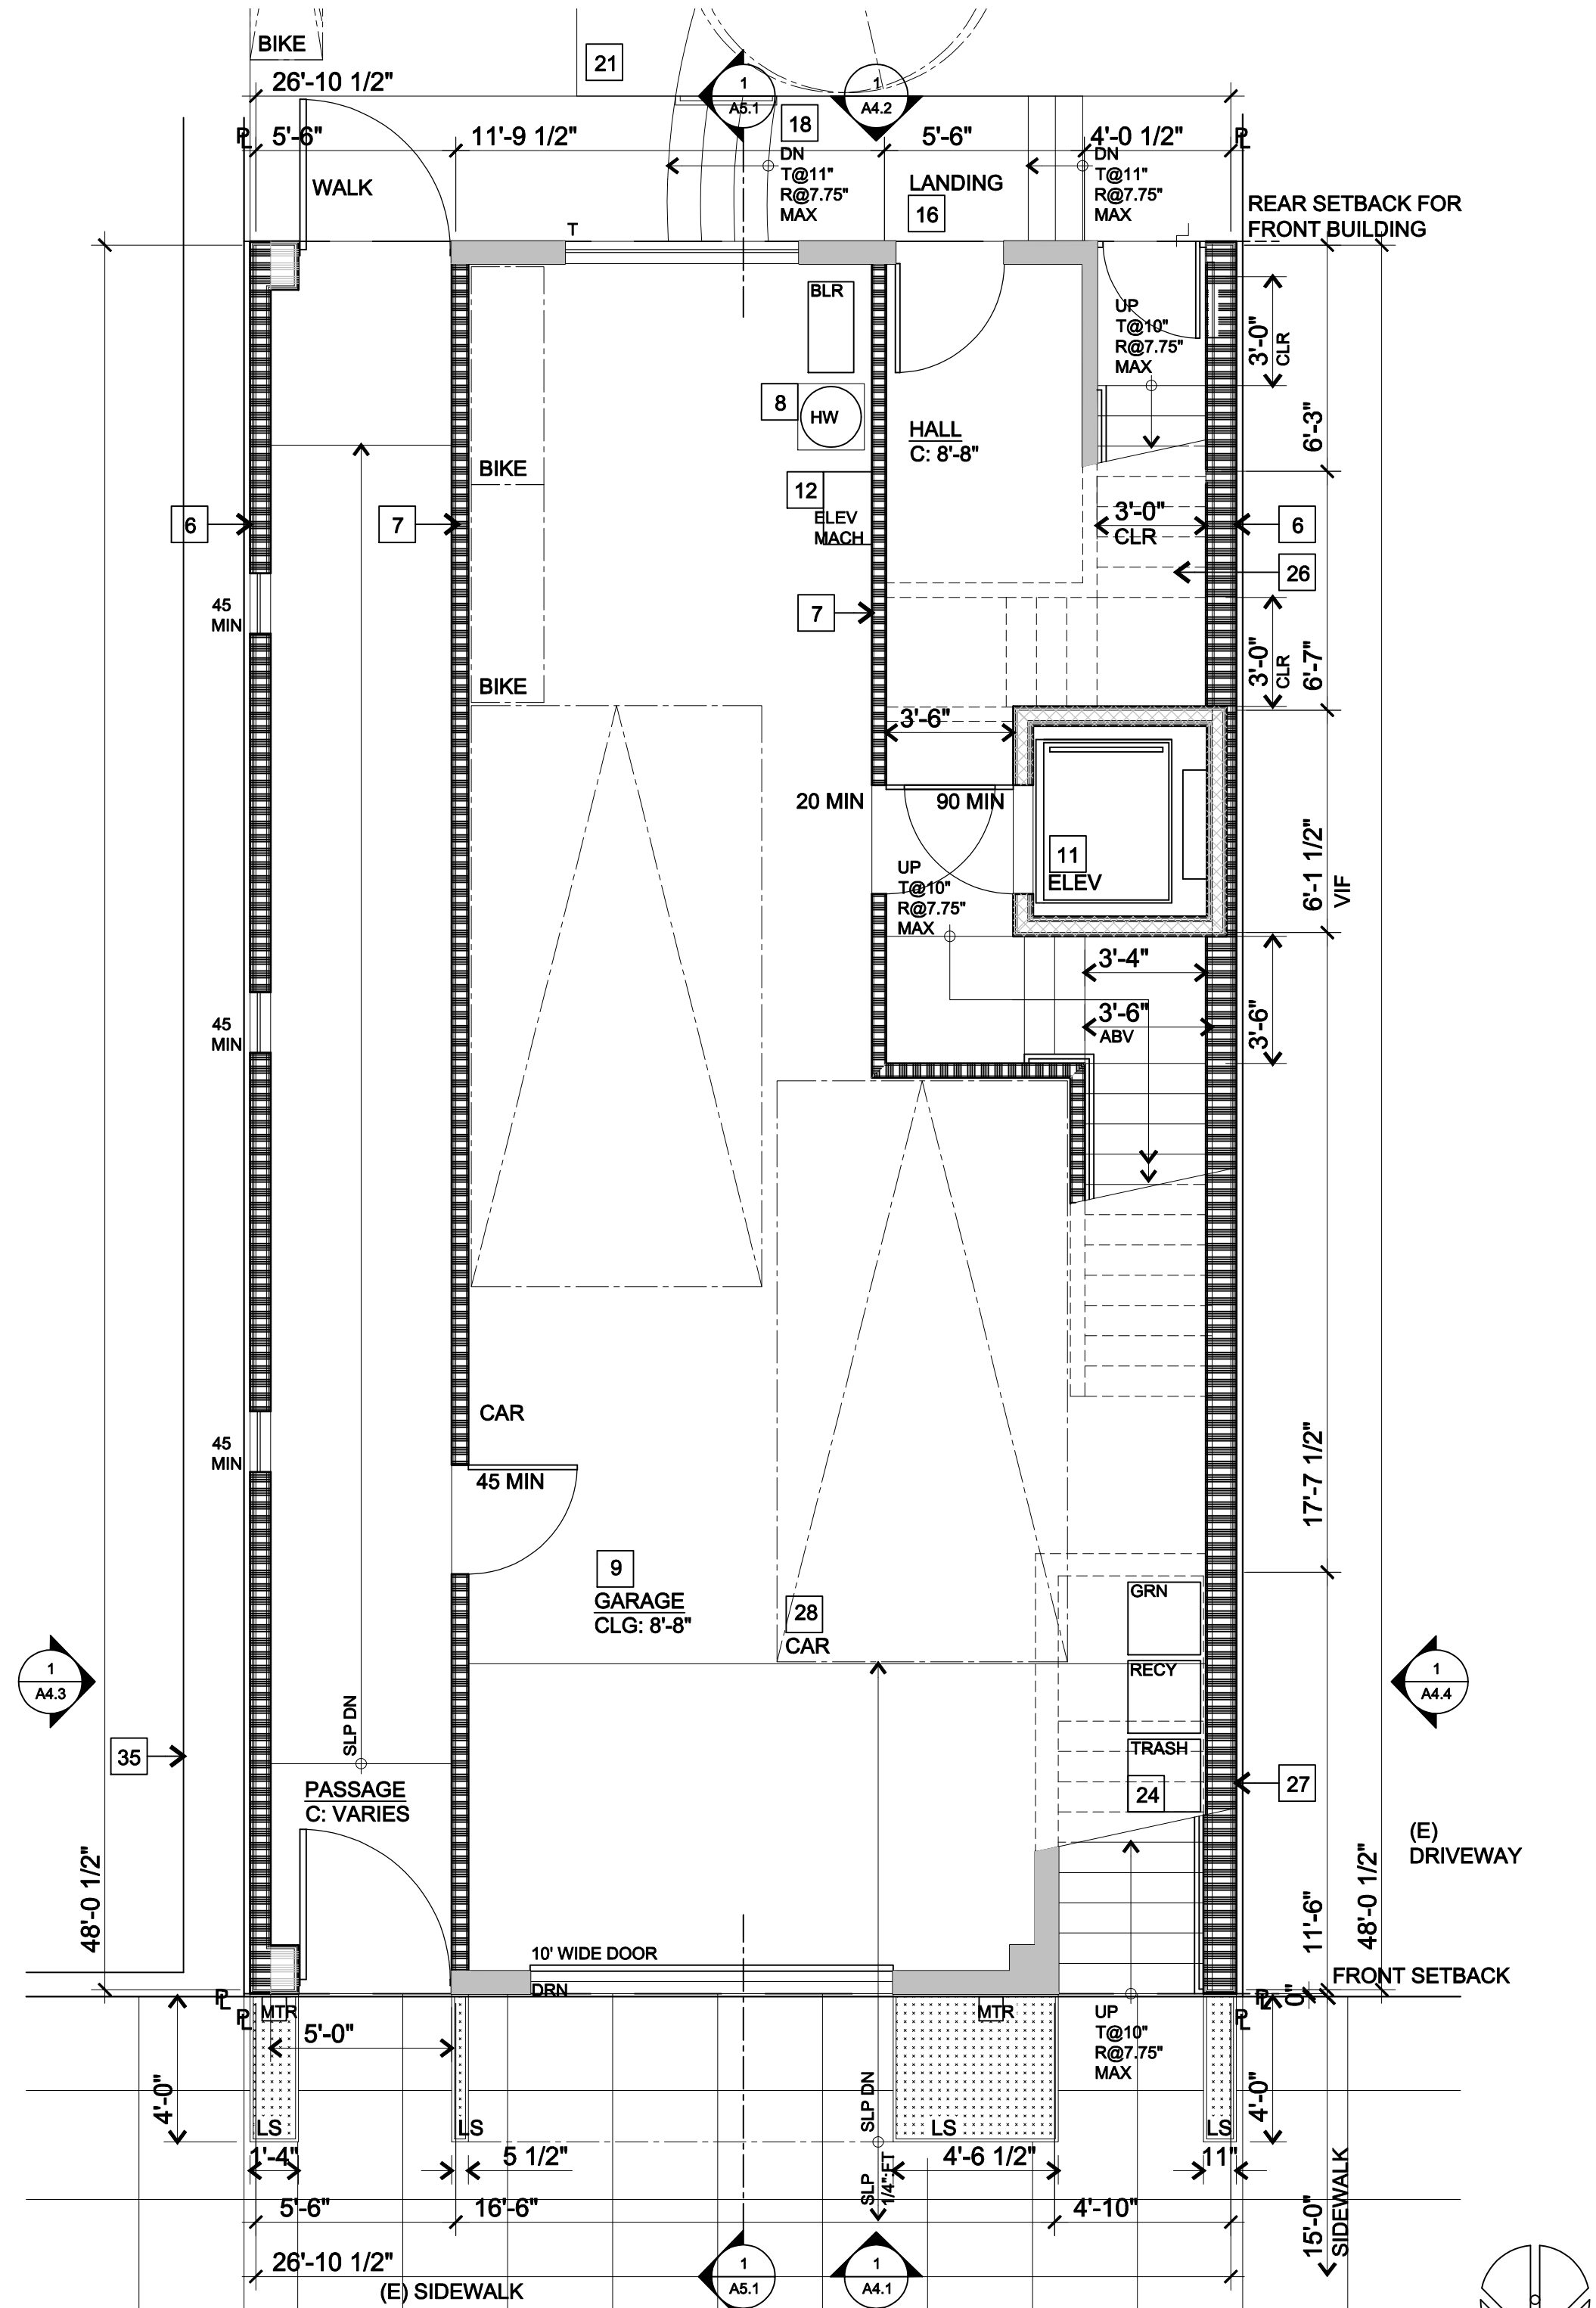 BIKE
21
26'-10 1/2"
1
A5.1
1
A4.2
18
PL
5'-6"
11'-9 1/2"
5'-6"
4'-0 1/2"
PL
WALK
DN
T@11"
R@7.75"
MAX
LANDING
16
DN
T@11"
R@7.75"
MAX
REAR SETBACK FOR
FRONT BUILDING
T
BLR
UP
T@10"
R@7.75"
MAX
3'-0"
CLR
8
HW
HALL
C: 8'-8"
6'-3"
BIKE
12
ELEV
MACH
6
7
3'-0"
CLR
6
26
45
MIN
7
3'-0"
CLR
6'-7"
BIKE
3'-6"
20 MIN
90 MIN
11
ELEV
6'-1 1/2"
VIF
UP
T@10"
R@7.75"
MAX
3'-4"
3'-6"
ABV
3'-6"
45
MIN
CAR
45
MIN
45 MIN
17'-7 1/2"
9
GARAGE
CLG: 8'-8"
28
CAR
GRN
RECY
TRASH
24
1
A4.3
1
A4.4
SLP DN
35
27
PASSAGE
C: VARIES
(E)
DRIVEWAY
48'-0 1/2"
11'-6"
48'-0 1/2"
10' WIDE DOOR
DRN
FRONT SETBACK
PL
PL
MTR
MTR
PL
PL
0"
5'-0"
UP
T@10"
R@7.75"
MAX
4'-0"
SLP DN
4'-0"
LS
LS
LS
LS
1'-4"
5 1/2"
SLP
1/4":FT
4'-6 1/2"
11"
5'-6"
16'-6"
4'-10"
15'-0"
SIDEWALK
26'-10 1/2"
(E) SIDEWALK
1
A5.1
1
A4.1